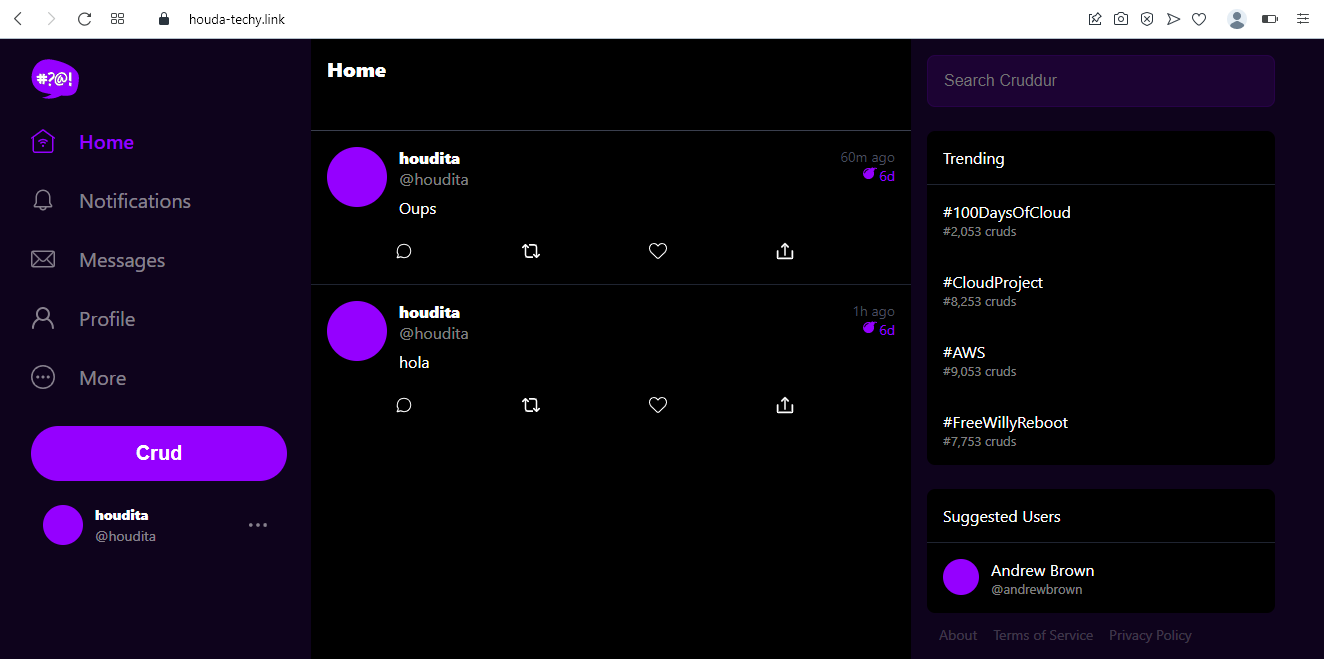 houda-techy.link
#?@!
Home
Notifications
Messages
Profile
More
Crud
houdita
@houdita
Home
houdita
60m ago
@houdita
6d
Oups
houdita
1h ago
@houdita
6d
hola
Search Cruddur
Trending
#100DaysOfCloud
#2,053 cruds
#CloudProject
#8,253 cruds
#AWS
#9,053 cruds
#FreeWillyReboot
#7,753 cruds
Suggested Users
Andrew Brown
@andrewbrown
About Terms of Service Privacy Policy